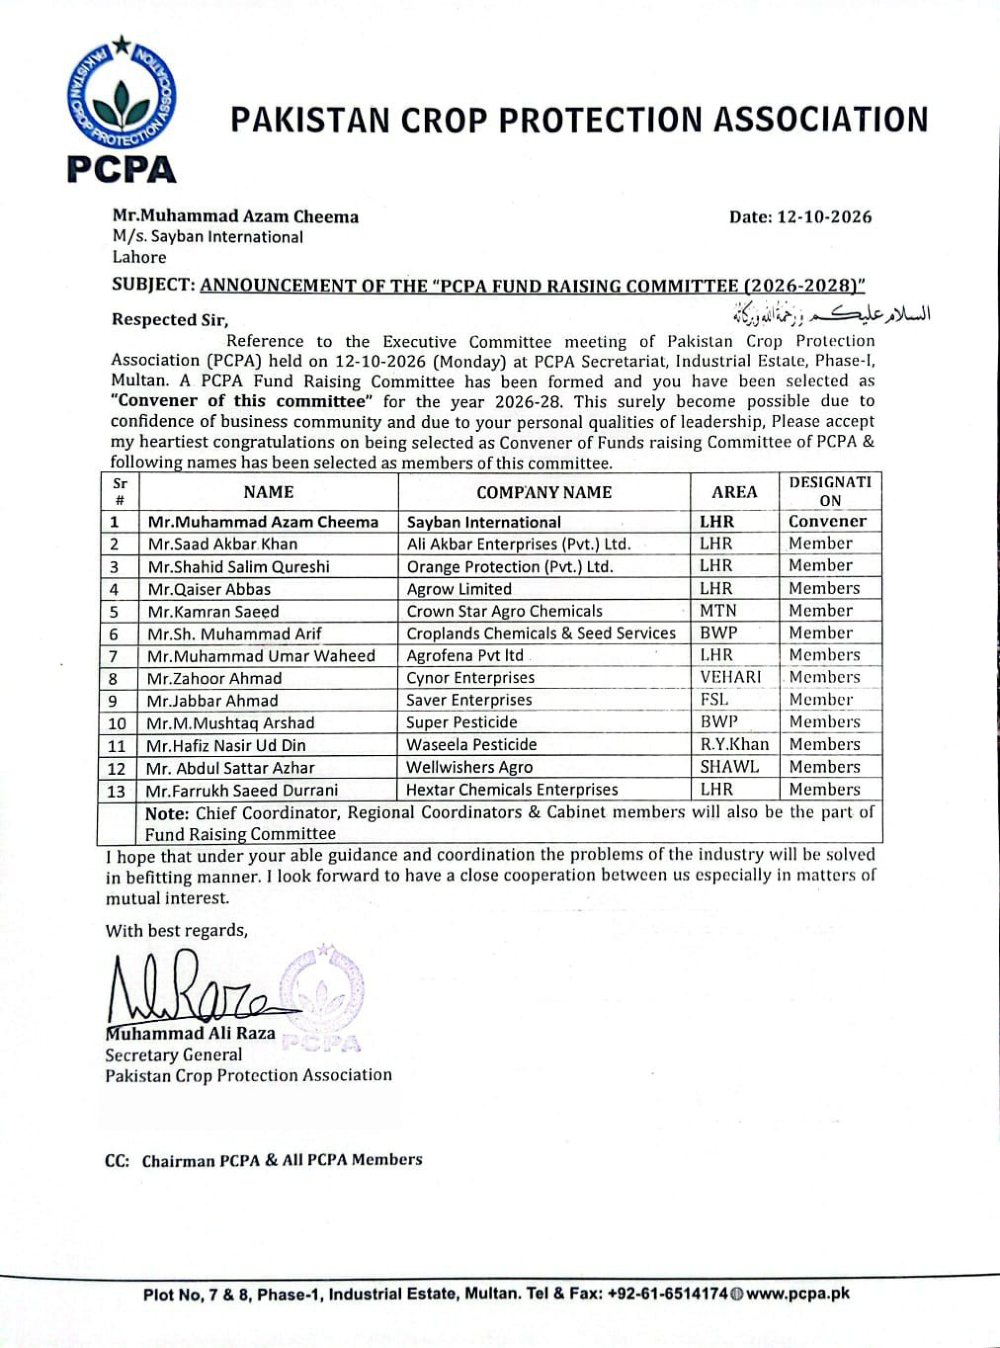 PAKISTAN CROP PROTECTION ASSOCIATION
PCPA
PAKISTAN CROP PROTECTION ASSOCIATION
Mr.Muhammad Azam Cheema Date: 12-10-2026
M/s. Sayban International
Lahore
SUBJECT: ANNOUNCEMENT OF THE “PCPA FUND RAISING COMMITTEE (2026-2028)”
السلام علیکم ورحمۃ اللہ وبرکاتہ
Respected Sir,
Reference to the Executive Committee meeting of Pakistan Crop Protection
Association (PCPA) held on 12-10-2026 (Monday) at PCPA Secretariat, Industrial Estate, Phase-I,
Multan. A PCPA Fund Raising Committee has been formed and you have been selected as
“Convener of this committee” for the year 2026-28. This surely become possible due to
confidence of business community and due to your personal qualities of leadership, Please accept
my heartiest congratulations on being selected as Convener of Funds raising Committee of PCPA &
following names has been selected as members of this committee.
Sr # NAME COMPANY NAME AREA DESIGNATI ON
1 Mr.Muhammad Azam Cheema Sayban International LHR Convener
2 Mr.Saad Akbar Khan Ali Akbar Enterprises (Pvt.) Ltd. LHR Member
3 Mr.Shahid Salim Qureshi Orange Protection (Pvt.) Ltd. LHR Member
4 Mr.Qaiser Abbas Agrow Limited LHR Members
5 Mr.Kamran Saeed Crown Star Agro Chemicals MTN Member
6 Mr.Sh. Muhammad Arif Croplands Chemicals & Seed Services BWP Member
7 Mr.Muhammad Umar Waheed Agrofena Pvt ltd LHR Members
8 Mr.Zahoor Ahmad Cynor Enterprises VEHARI Members
9 Mr.Jabbar Ahmad Saver Enterprises FSL Member
10 Mr.M.Mushtaq Arshad Super Pesticide BWP Members
11 Mr.Hafiz Nasir Ud Din Waseela Pesticide R.Y.Khan Members
12 Mr. Abdul Sattar Azhar Wellwishers Agro SHAWL Members
13 Mr.Farrukh Saeed Durrani Hextar Chemicals Enterprises LHR Members
Note: Chief Coordinator, Regional Coordinators & Cabinet members will also be the part of
Fund Raising Committee
I hope that under your able guidance and coordination the problems of the industry will be solved
in befitting manner. I look forward to have a close cooperation between us especially in matters of
mutual interest.
With best regards,
PCPA
Muhammad Ali Raza
Secretary General
Pakistan Crop Protection Association
CC: Chairman PCPA & All PCPA Members
Plot No, 7 & 8, Phase-1, Industrial Estate, Multan. Tel & Fax: +92-61-6514174 www.pcpa.pk